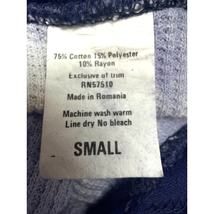 75% Cotton 15% Polyester
10% Rayon
Exclusive of trim
RN57510
Made in Romania
Machine wash warm
Line dry No bleach
SMALL